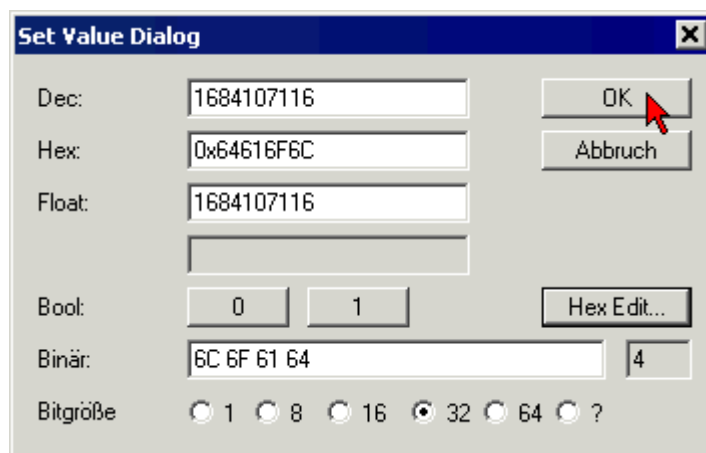 Set Value Dialog
Dec: 1684107116 OK
Hex: 0x64616F6C Abbruch
Float: 1684107116
Bool: 0 1 Hex Edit...
Binär: 6C 6F 61 64 4
Bitgröße 1 8 16 32 64 ?